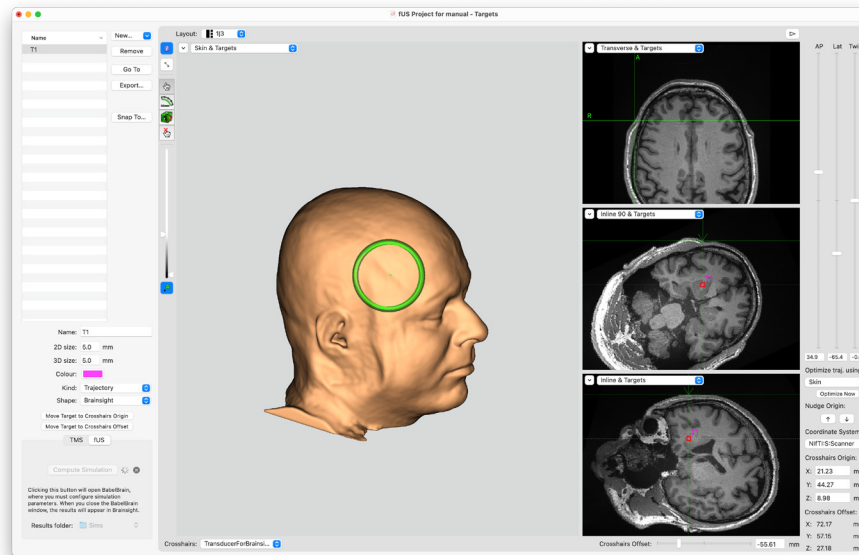 fUS Project for manual - Targets
Name
T1
New...
Remove
Go To
Export...
Snap To...
Name: T1
2D size: 5.0 mm
3D size: 5.0 mm
Colour:
Kind: Trajectory
Shape: Brainsight
Move Target to Crosshairs Origin
Move Target to Crosshairs Offset
TMS fUS
Compute Simulation
Clicking this button will open BabelBrain,
where you must configure simulation
parameters. When you close the BabelBrain
window, the results will appear in Brainsight.
Results folder: Sims
Layout: 1|3
Skin & Targets
Crosshairs: TransducerForBrainsi...
Transverse & Targets
A
R
Inline 90 & Targets
Inline & Targets
Crosshairs Offset: -55.61 mm
AP Lat Twi
34.9 -65.4 -0.
Optimize traj. using
Skin
Optimize Now
Nudge Origin:
Coordinate System
NIfTI:S:Scanner
Crosshairs Origin:
X: 21.23 m
Y: 44.27 m
Z: 8.98 m
Crosshairs Offset:
X: 72.17 m
Y: 57.15 m
Z: 27.18 m